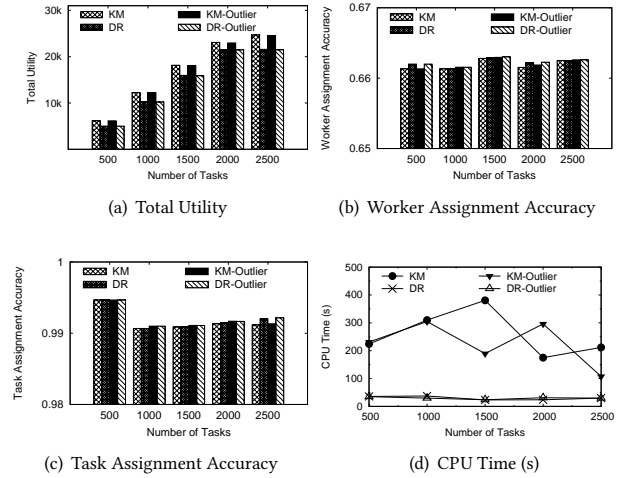 30k
20k
10k
Total Utility
KM
DR
KM-Outlier
DR-Outlier
500 1000 1500 2000 2500
Number of Tasks
(a) Total Utility
0.67
0.66
0.65
Worker Assignment Accuracy
KM
DR
KM-Outlier
DR-Outlier
500 1000 1500 2000 2500
Number of Tasks
(b) Worker Assignment Accuracy
1
0.99
0.98
Task Assignment Accuracy
KM
DR
KM-Outlier
DR-Outlier
500 1000 1500 2000 2500
Number of Tasks
(c) Task Assignment Accuracy
500
400
300
200
100
0
CPU Time (s)
KM
DR
KM-Outlier
DR-Outlier
500 1000 1500 2000 2500
Number of Tasks
(d) CPU Time (s)